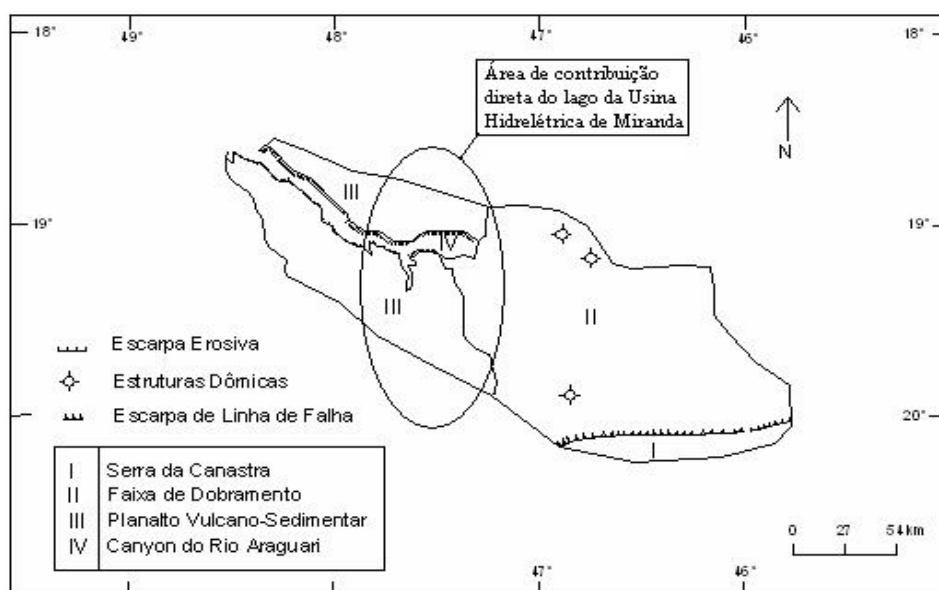 49° 48° 47° 46°
18° 18°
Área de contribuição
direta do lago da Usina
Hidrelétrica de Miranda
N
III
19° 19°
IV
III
II
Escarpa Erosiva
Estruturas Dômicas
Escarpa de Linha de Falha
20° 20°
I
I Serra da Canastra
II Faixa de Dobramento
III Planalto Vulcano-Sedimentar
IV Canyon do Rio Araguari
0 27 54 km
49° 48° 47° 46°